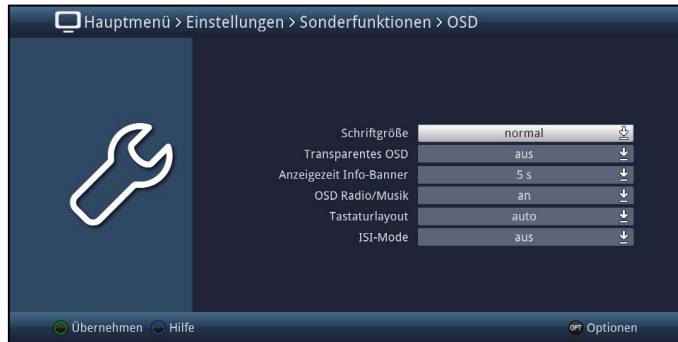 Hauptmenü > Einstellungen > Sonderfunktionen > OSD
Schriftgröße normal
Transparentes OSD aus
Anzeigezeit Info-Banner 5 s
OSD Radio/Musik an
Tastaturlayout auto
ISI-Mode aus
Übernehmen Hilfe OPT Optionen